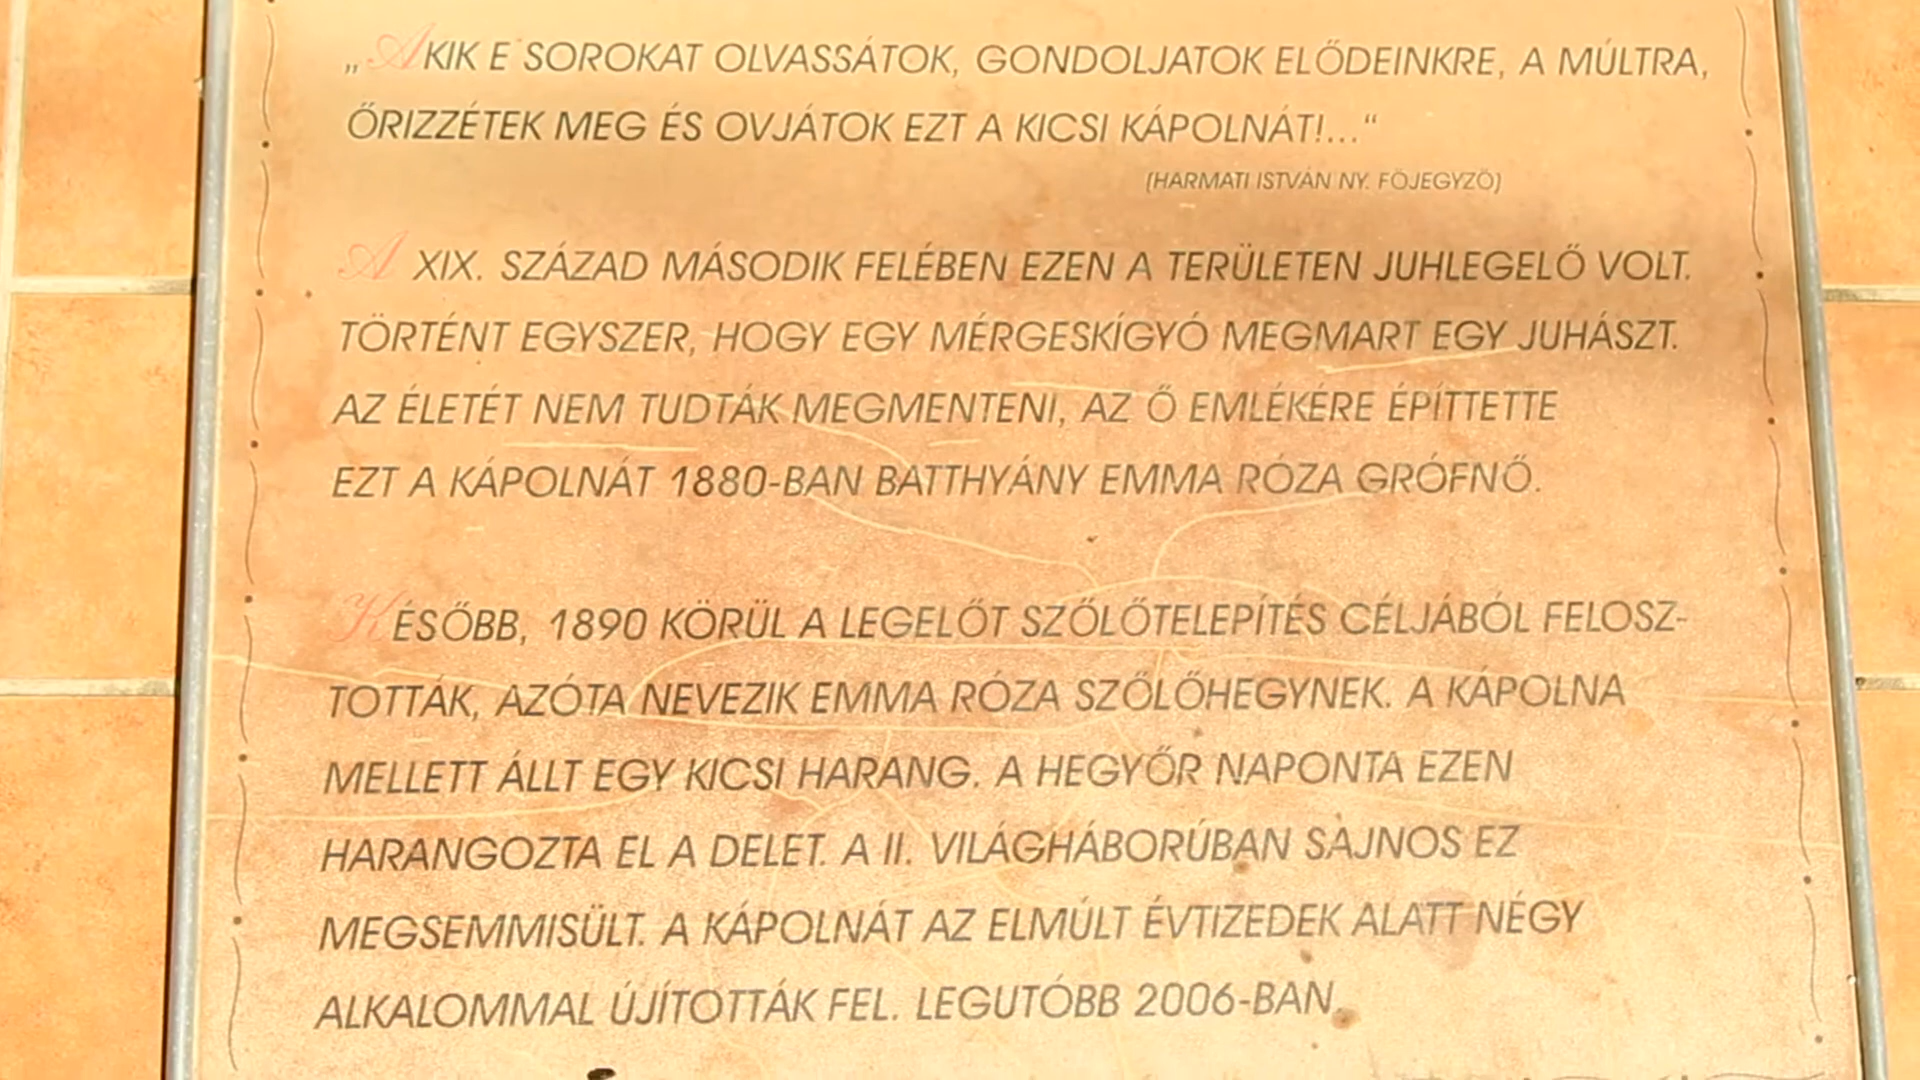 „AKIK E SOROKAT OLVASSÁTOK, GONDOLJATOK ELŐDEINKRE, A MÚLTRA,
ŐRIZZÉTEK MEG ÉS OVJÁTOK EZT A KICSI KÁPOLNÁT!...“
(HARMATI ISTVÁN NY. FŐJEGYZŐ)
A XIX. SZÁZAD MÁSODIK FELÉBEN EZEN A TERÜLETEN JUHLEGELŐ VOLT.
TÖRTÉNT EGYSZER, HOGY EGY MÉRGESKÍGYÓ MEGMART EGY JUHÁSZT.
AZ ÉLETÉT NEM TUDTÁK MEGMENTENI, AZ Ő EMLÉKÉRE ÉPÍTTETTE
EZT A KÁPOLNÁT 1880-BAN BATTHYÁNY EMMA RÓZA GRÓFNŐ.
KÉSŐBB, 1890 KÖRÜL A LEGELŐT SZŐLŐTELEPÍTÉS CÉLJÁBÓL FELOSZ-
TOTTÁK, AZÓTA NEVEZIK EMMA RÓZA SZŐLŐHEGYNEK. A KÁPOLNA
MELLETT ÁLLT EGY KICSI HARANG. A HEGYŐR NAPONTA EZEN
HARANGOZTA EL A DELET. A II. VILÁGHÁBORÚBAN SAJNOS EZ
MEGSEMMISÜLT. A KÁPOLNÁT AZ ELMÚLT ÉVTIZEDEK ALATT NÉGY
ALKALOMMAL ÚJÍTOTTÁK FEL. LEGUTÓBB 2006-BAN.